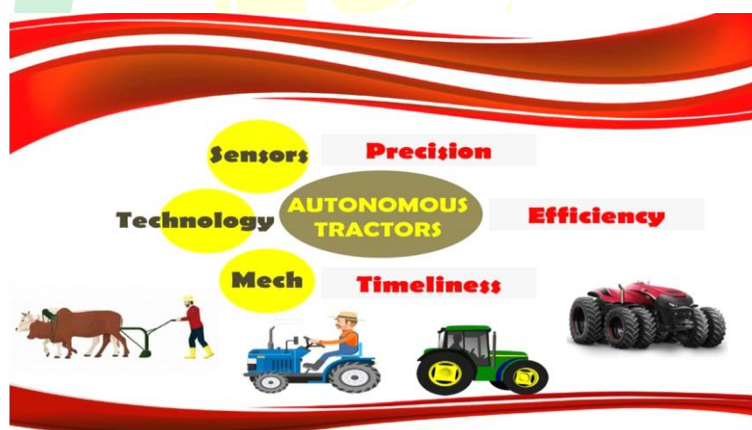 Sensors
Precision
Technology
AUTONOMOUS
TRACTORS
Efficiency
Mech
Timeliness